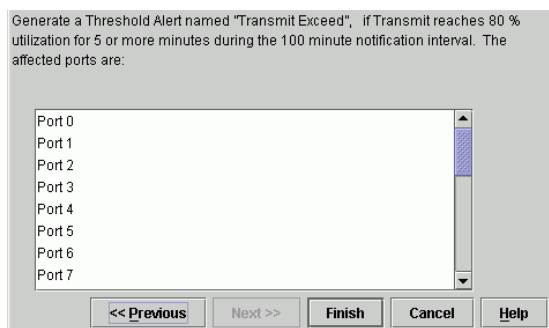 Generate a Threshold Alert named "Transmit Exceed", if Transmit reaches 80 %
utilization for 5 or more minutes during the 100 minute notification interval. The
affected ports are:
Port 0
Port 1
Port 2
Port 3
Port 4
Port 5
Port 6
Port 7
<< Previous Next >> Finish Cancel Help